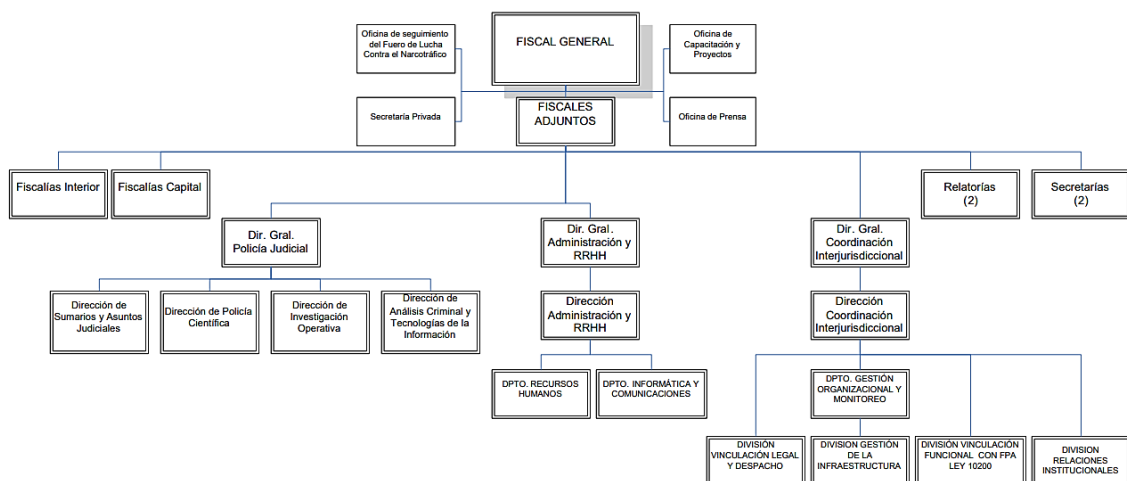 Oficina de seguimiento
del Fuero de Lucha
Contra el Narcotráfico
FISCAL GENERAL
Oficina de
Capacitación y
Proyectos
Secretaría Privada
FISCALES
ADJUNTOS
Oficina de Prensa
Fiscalías Interior
Fiscalías Capital
Relatorías
(2)
Secretarías
(2)
Dir. Gral.
Policía Judicial
Dir. Gral.
Administración y
RRHH
Dir. Gral.
Coordinación
Interjurisdiccional
Dirección de
Sumarios y Asuntos
Judiciales
Dirección de Policía
Científica
Dirección de
Investigación
Operativa
Dirección de
Análisis Criminal y
Tecnologías de la
Información
Dirección
Administración y
RRHH
Dirección
Coordinación
Interjurisdiccional
DPTO. RECURSOS
HUMANOS
DPTO. INFORMÁTICA Y
COMUNICACIONES
DPTO. GESTIÓN
ORGANIZACIONAL Y
MONITOREO
DIVISIÓN
VINCULACIÓN LEGAL
Y DESPACHO
DIVISION GESTIÓN
DE LA
INFRAESTRUCTURA
DIVISIÓN VINCULACIÓN
FUNCIONAL CON FPA
LEY 10200
DIVISION
RELACIONES
INSTITUCIONALES